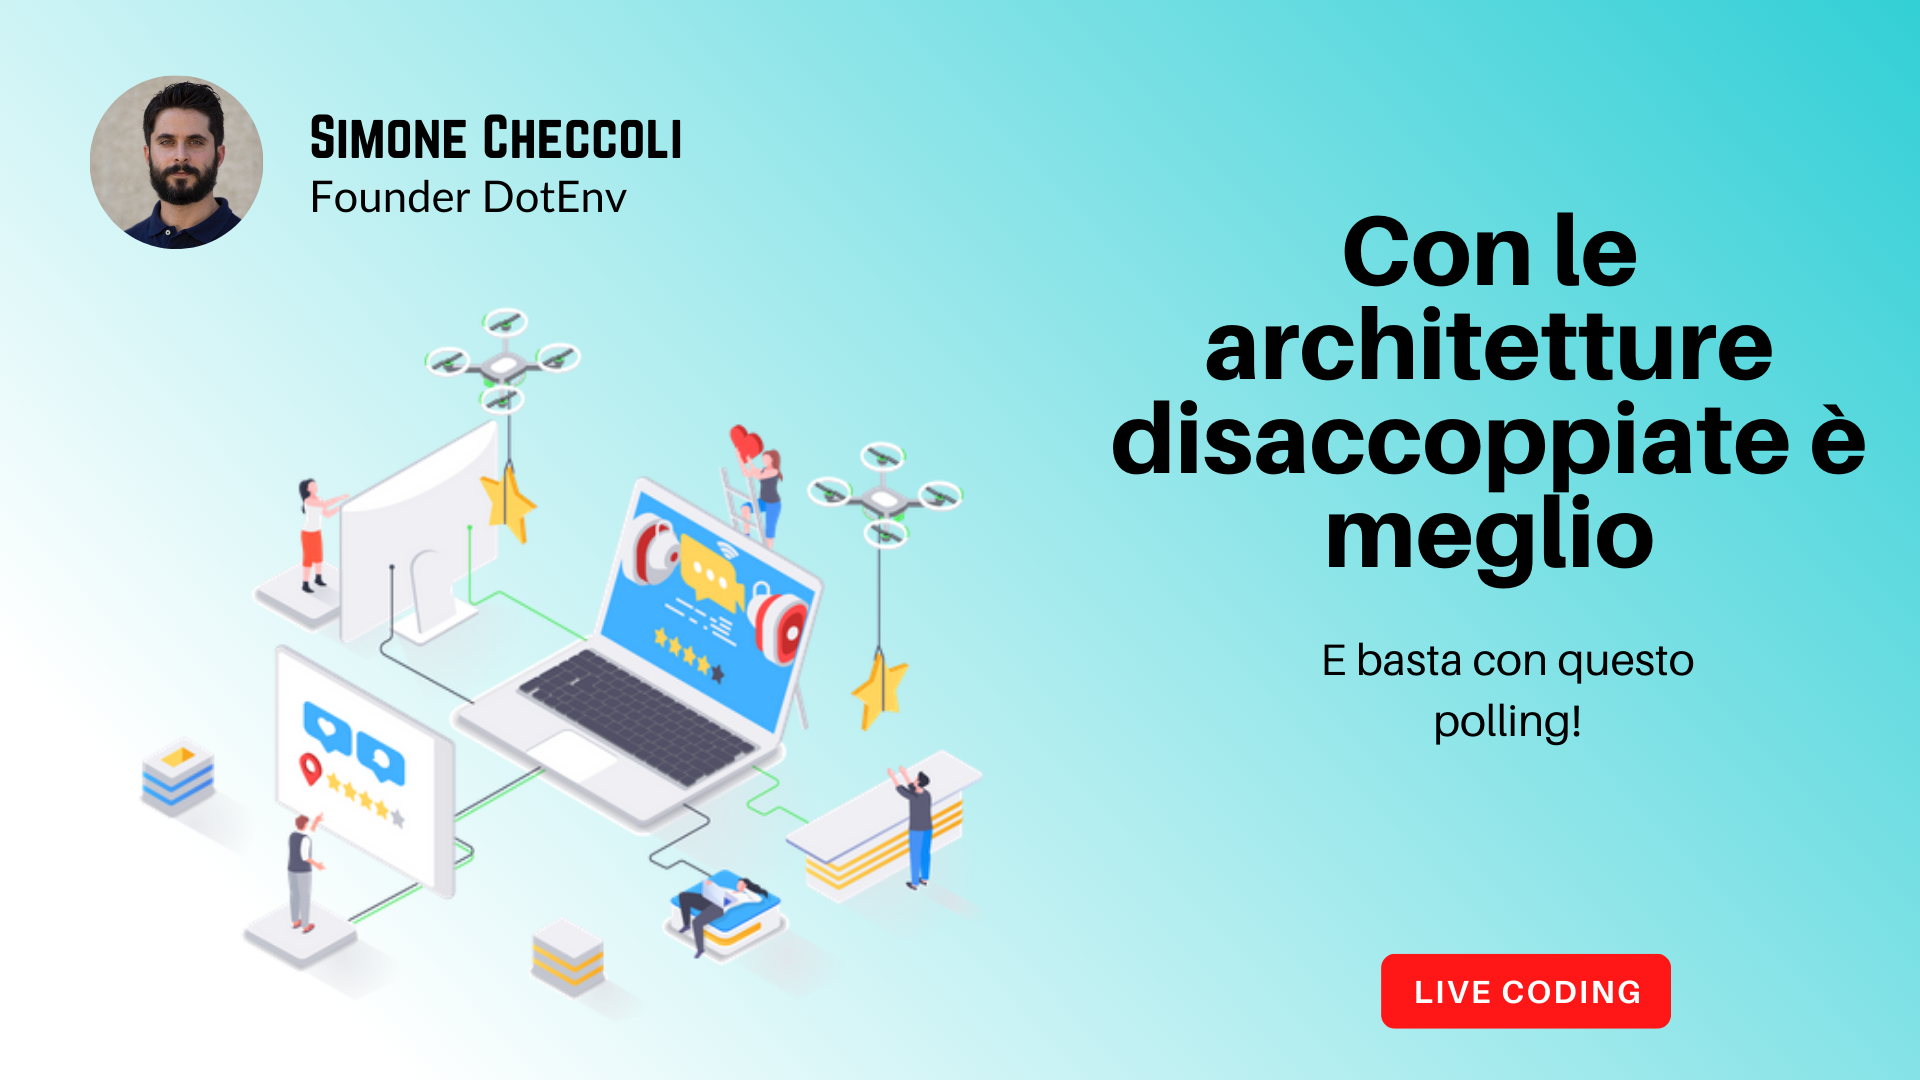 Simone Checcoli
Founder DotEnv
Con le
architetture
disaccoppiate è
meglio
E basta con questo
polling!
LIVE CODING